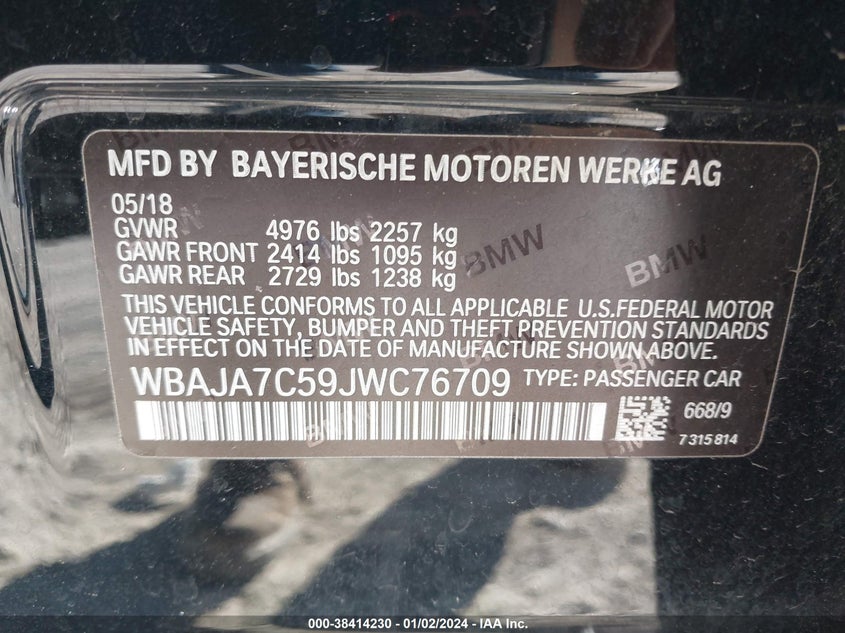 MFD BY BAYERISCHE MOTOREN WERKE AG
05/18
GVWR 4976 lbs 2257 kg
GAWR FRONT 2414 lbs 1095 kg
GAWR REAR 2729 lbs 1238 kg
THIS VEHICLE CONFORMS TO ALL APPLICABLE U.S.FEDERAL MOTOR
VEHICLE SAFETY, BUMPER AND THEFT PREVENTION STANDARDS
IN EFFECT ON THE DATE OF MANUFACTURE SHOWN ABOVE.
WBAJA7C59JWC76709 TYPE: PASSENGER CAR
668/9
7 315 814
BMW
BMW
000-38414230 - 01/02/2024 - IAA Inc.